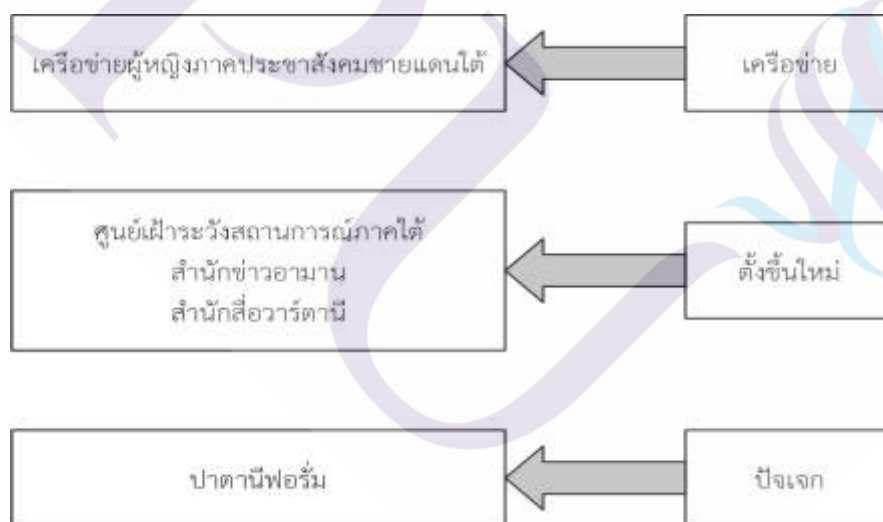 เครือข่ายผู้หญิงภาคประชาสังคมชายแดนใต้
เครือข่าย
ศูนย์เฝ้าระวังสถานการณ์ภาคใต้
สำนักข่าวอามาน
สำนักสื่อวาร์ตานี
ตั้งขึ้นใหม่
ปาตานีฟอรั่ม
ปัจเจก